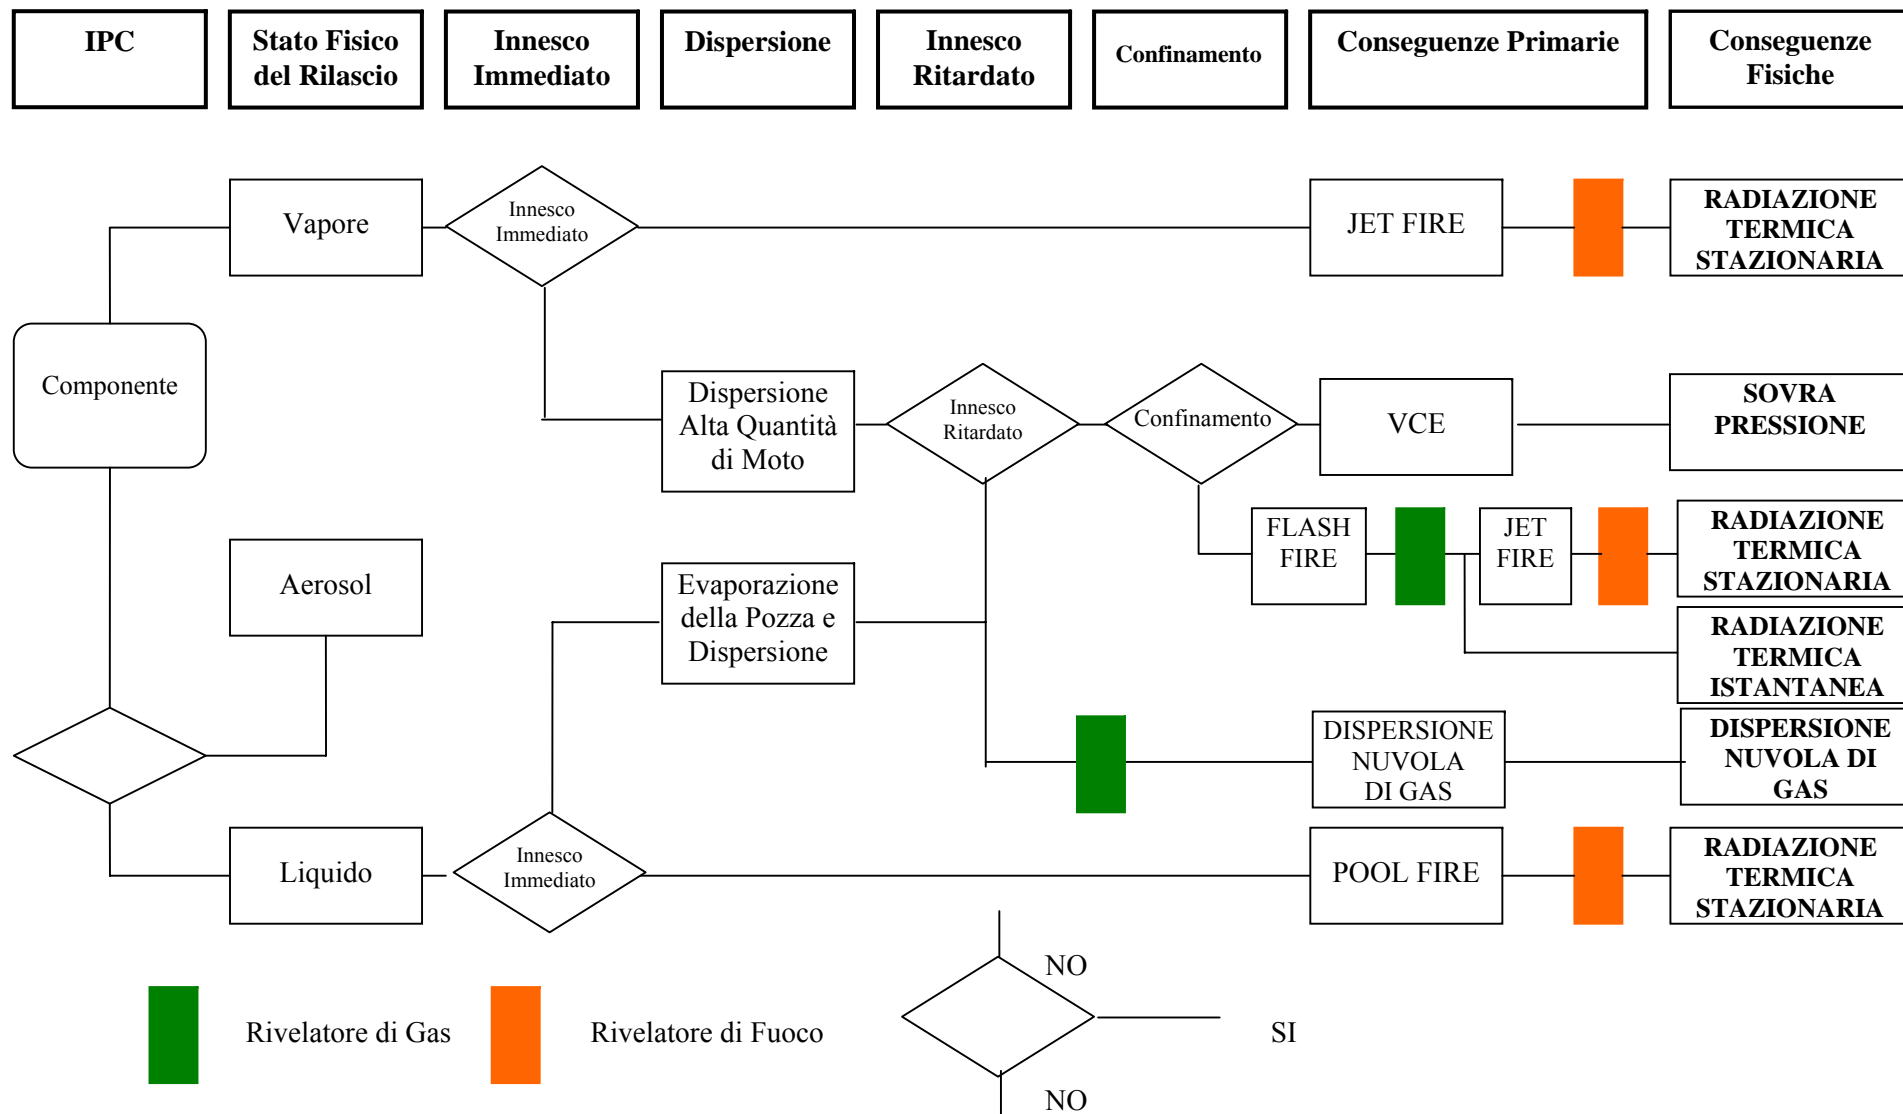 IPC
Stato Fisico
del Rilascio
Innesco
Immediato
Dispersione
Innesco
Ritardato
Confinamento
Conseguenze Primarie
Conseguenze
Fisiche
Vapore
Innesco
Immediato
JET FIRE
RADIAZIONE
TERMICA
STAZIONARIA
Componente
Dispersione
Alta Quantità
di Moto
Innesco
Ritardato
Confinamento
VCE
SOVRA
PRESSIONE
Aerosol
Evaporazione
della Pozza e
Dispersione
FLASH
FIRE
JET
FIRE
RADIAZIONE
TERMICA
STAZIONARIA
RADIAZIONE
TERMICA
ISTANTANEA
DISPERSIONE
NUVOLA
DI GAS
DISPERSIONE
NUVOLA DI
GAS
Liquido
Innesco
Immediato
POOL FIRE
RADIAZIONE
TERMICA
STAZIONARIA
Rivelatore di Gas
Rivelatore di Fuoco
NO
SI
NO